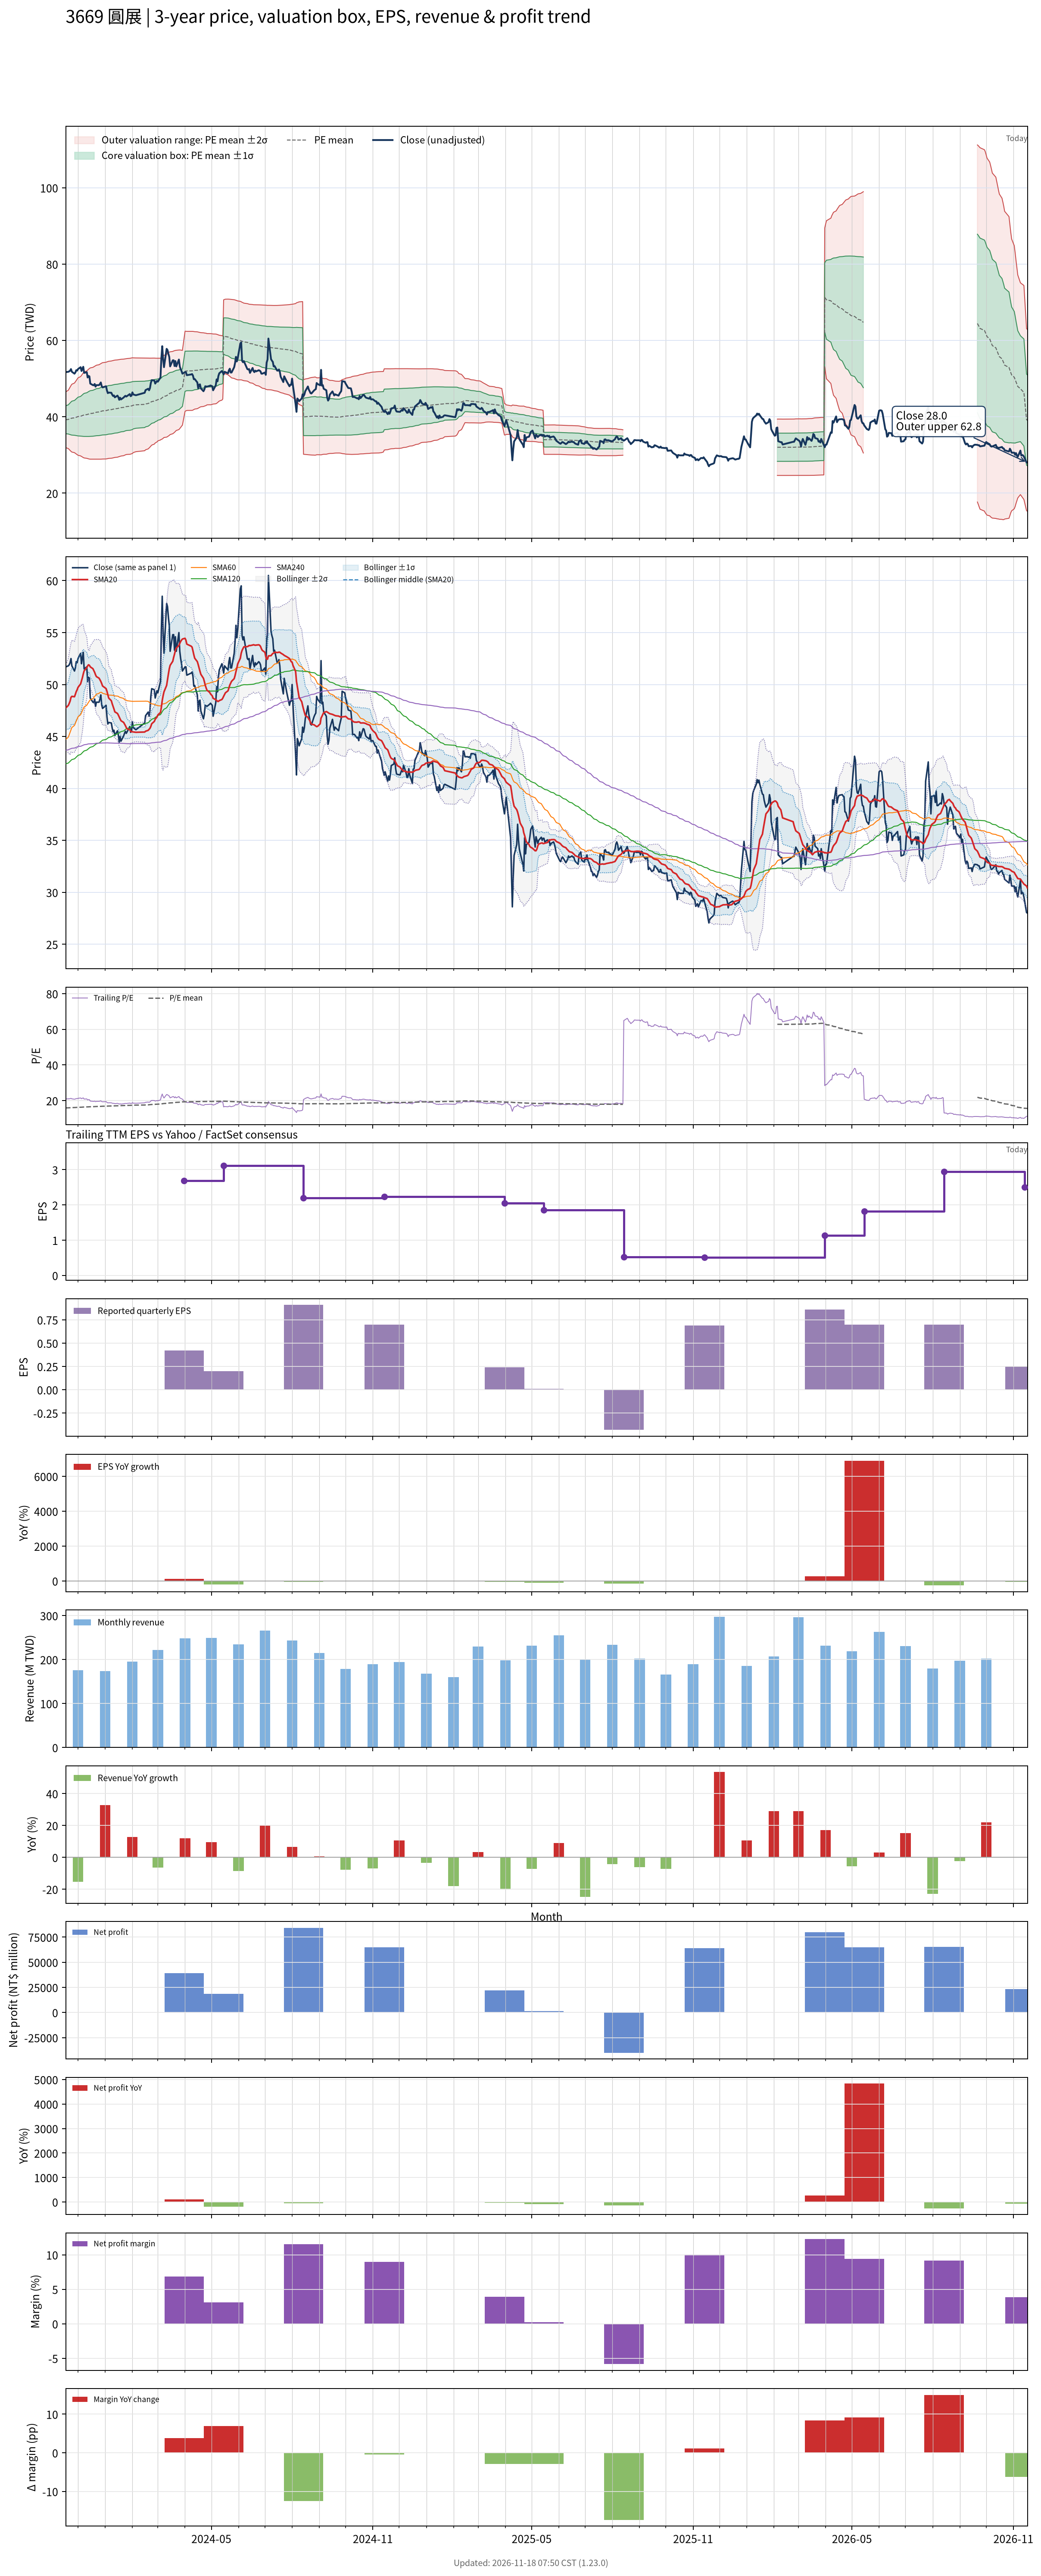 3669 圓展 | 3-year price, valuation box, EPS, revenue & profit trend
Outer valuation range: PE mean ±2σ
PE mean
Close (unadjusted)
Core valuation box: PE mean ±1σ
Today
Price (TWD)
100
80
60
40
20
Close 28.0
Outer upper 62.8
Close (same as panel 1)
SMA20
SMA60
SMA120
SMA240
Bollinger ±2σ
Bollinger ±1σ
Bollinger middle (SMA20)
Price
60
55
50
45
40
35
30
25
Trailing P/E
P/E mean
P/E
80
60
40
20
Trailing TTM EPS vs Yahoo / FactSet consensus
Today
EPS
3
2
1
0
Reported quarterly EPS
EPS
0.75
0.50
0.25
0.00
-0.25
EPS YoY growth
YoY (%)
6000
4000
2000
0
Monthly revenue
Revenue (M TWD)
300
200
100
0
Revenue YoY growth
YoY (%)
40
20
0
-20
Month
Net profit
Net profit (NT$ million)
75000
50000
25000
0
-25000
Net profit YoY
YoY (%)
5000
4000
3000
2000
1000
0
Net profit margin
Margin (%)
10
5
0
-5
Margin YoY change
Δ margin (pp)
10
0
-10
2024-05
2024-11
2025-05
2025-11
2026-05
2026-11
Updated: 2026-11-18 07:50 CST (1.23.0)